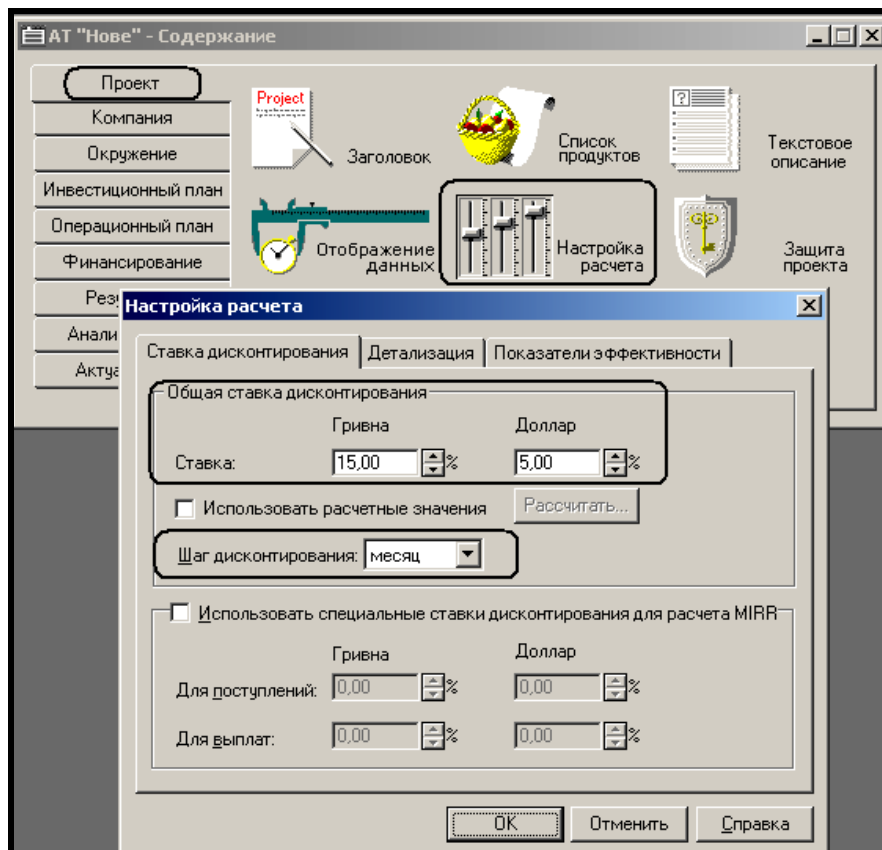 АТ "Нове" - Содержание
Проект
Компания
Окружение
Инвестиционный план
Операционный план
Финансирование
Project
Заголовок
Список
продуктов
Текстовое
описание
Отображение
данных
Настройка
расчета
Защита
проекта
Настройка расчета
Ставка дисконтирования Детализация Показатели эффективности
Общая ставка дисконтирования
Гривна Доллар
Ставка: 15,00 % 5,00 %
Использовать расчетные значения Рассчитать...
Шаг дисконтирования: месяц
Использовать специальные ставки дисконтирования для расчета MIRR
Гривна Доллар
Для поступлений: 0,00 % 0,00 %
Для выплат: 0,00 % 0,00 %
OK Отменить Справка